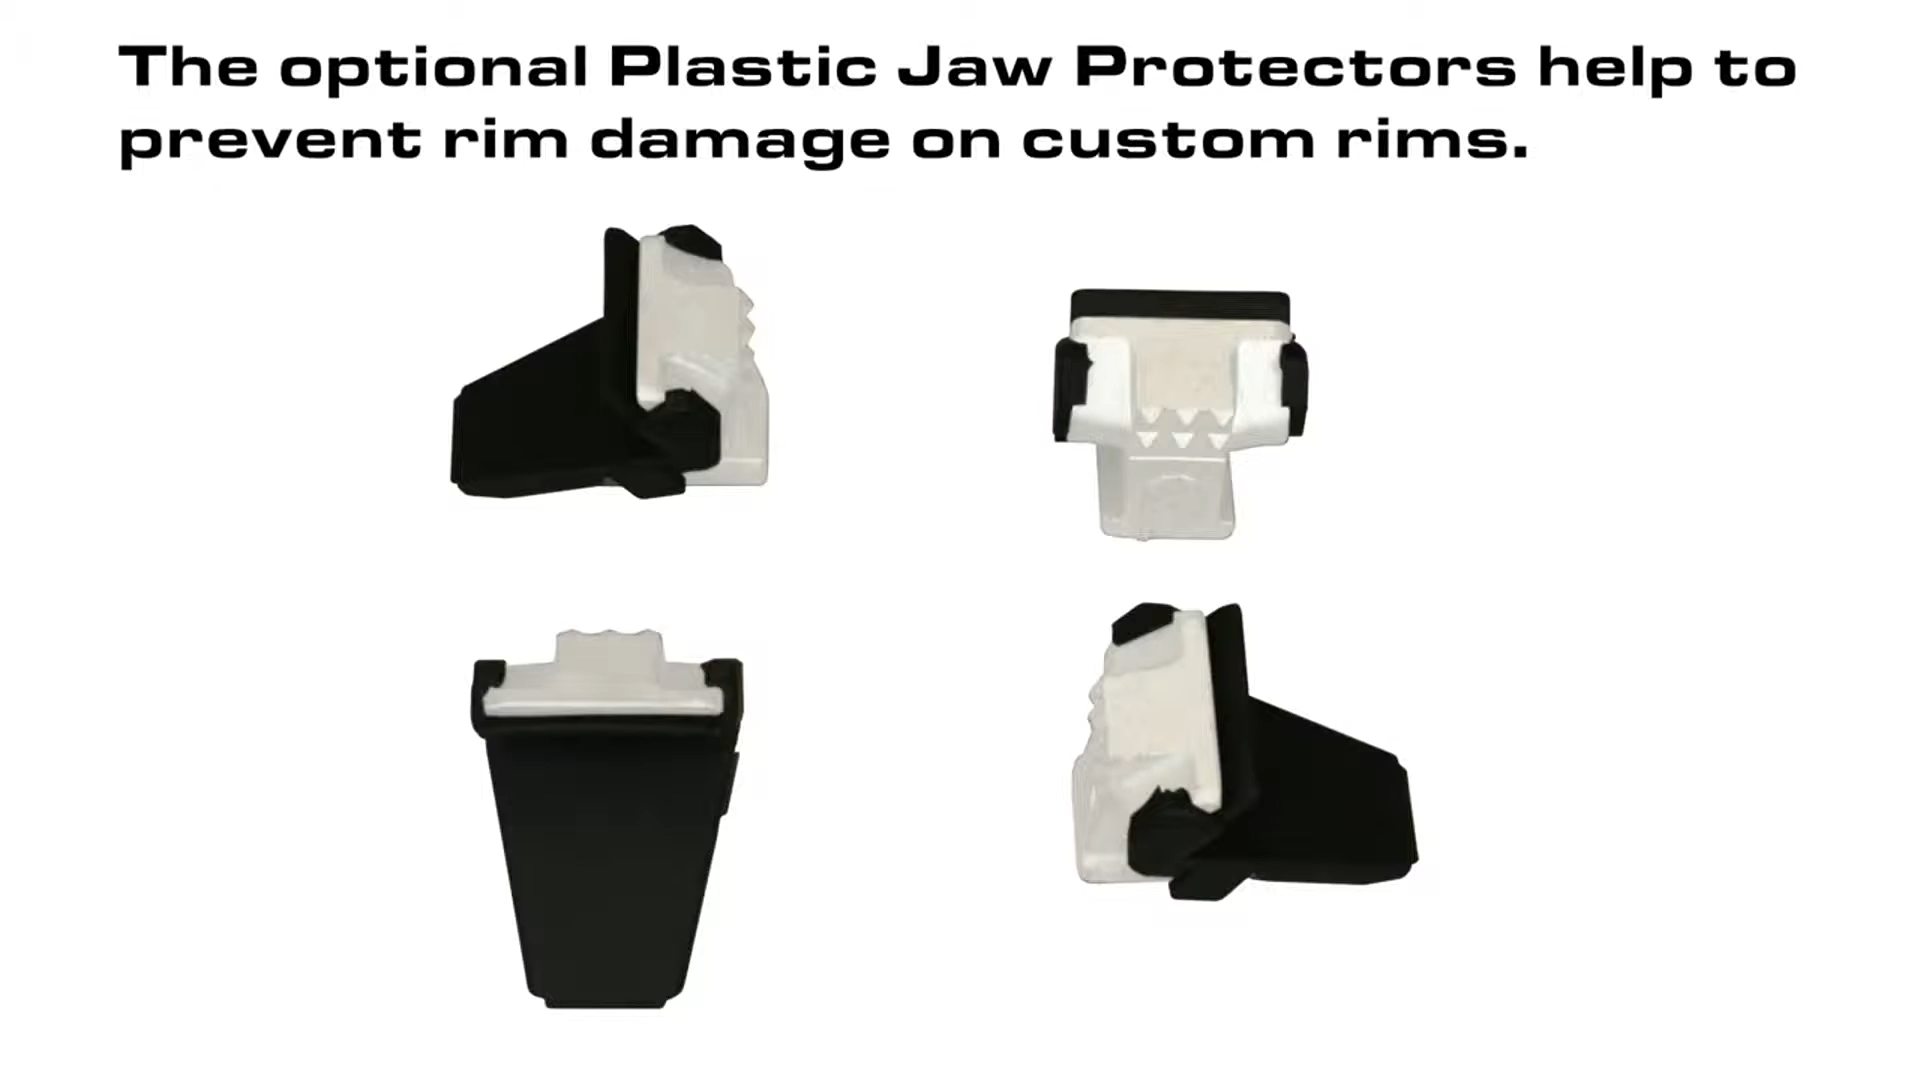 The optional Plastic Jaw Protectors help to
prevent rim damage on custom rims.